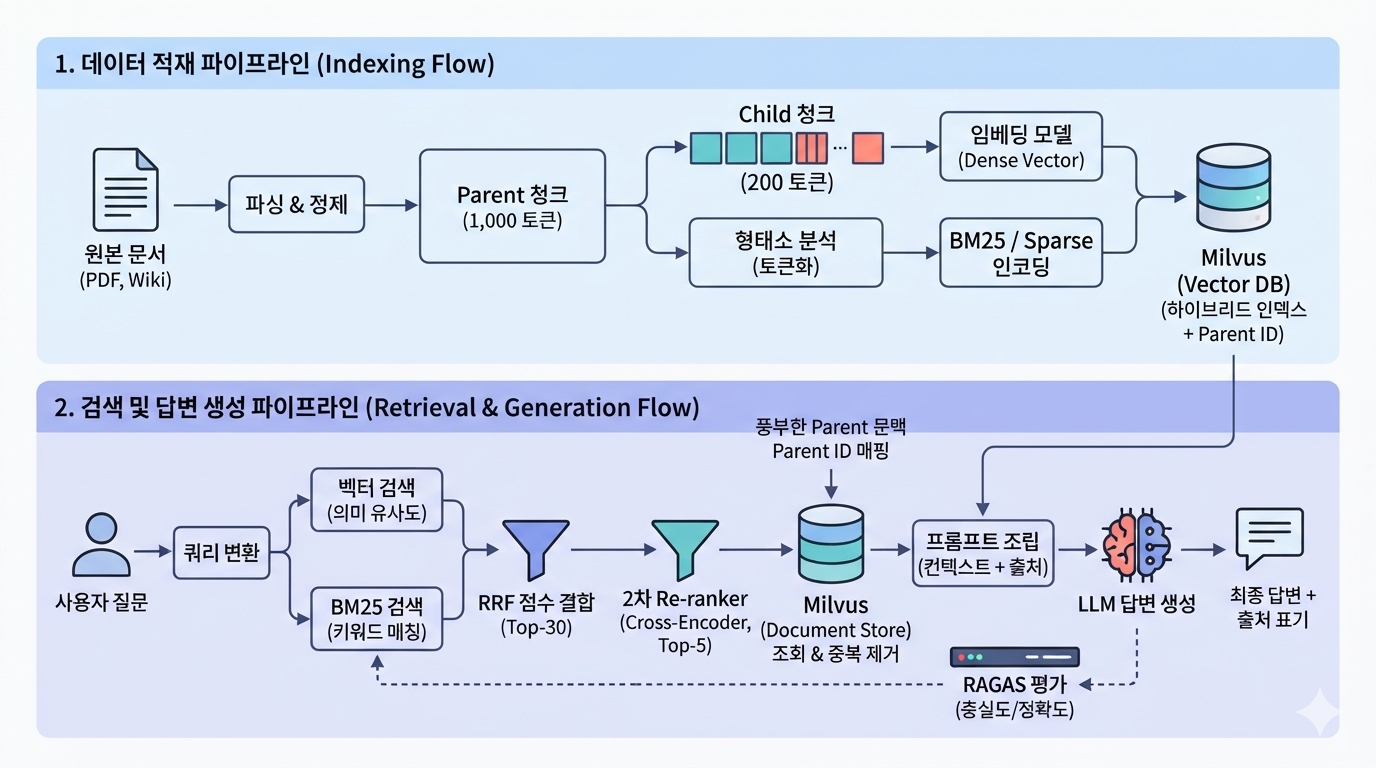 1. 데이터 적재 파이프라인 (Indexing Flow)
원본 문서
(PDF, Wiki)
파싱 & 정제
Parent 청크
(1,000 토큰)
Child 청크
...
(200 토큰)
형태소 분석
(토큰화)
임베딩 모델
(Dense Vector)
BM25 / Sparse
인코딩
Milvus
(Vector DB)
(하이브리드 인덱스
+ Parent ID)
2. 검색 및 답변 생성 파이프라인 (Retrieval & Generation Flow)
사용자 질문
쿼리 변환
벡터 검색
(의미 유사도)
BM25 검색
(키워드 매칭)
RRF 점수 결합
(Top-30)
2차 Re-ranker
(Cross-Encoder,
Top-5)
풍부한 Parent 문맥
Parent ID 매핑
Milvus
(Document Store)
조회 & 중복 제거
프롬프트 조립
(컨텍스트 + 출처)
LLM 답변 생성
최종 답변 +
출처 표기
RAGAS 평가
(충실도/정확도)